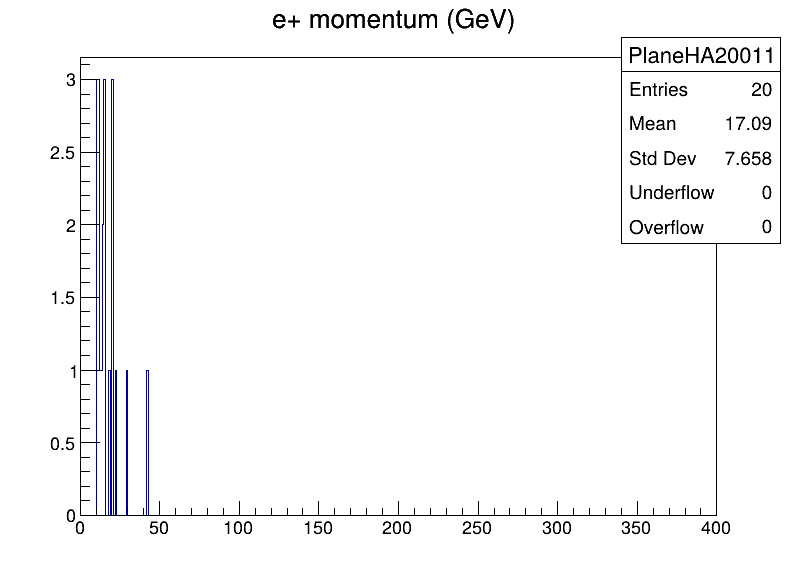 e+ momentum (GeV)
PlaneHA20011
Entries 20
Mean 17.09
Std Dev 7.658
Underflow 0
Overflow 0
3
2.5
2
1.5
1
0.5
0
0 50 100 150 200 250 300 350 400